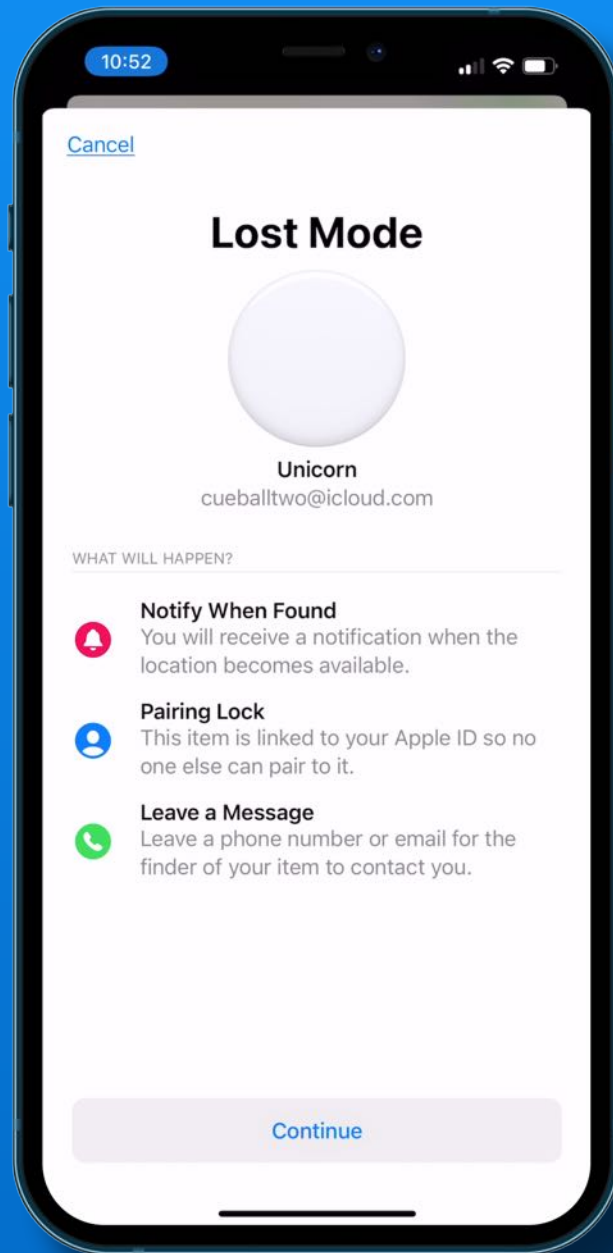 10:52
Cancel
Lost Mode
Unicorn
cueballtwo@icloud.com
WHAT WILL HAPPEN?
Notify When Found
You will receive a notification when the
location becomes available.
Pairing Lock
This item is linked to your Apple ID so no
one else can pair to it.
Leave a Message
Leave a phone number or email for the
finder of your item to contact you.
Continue